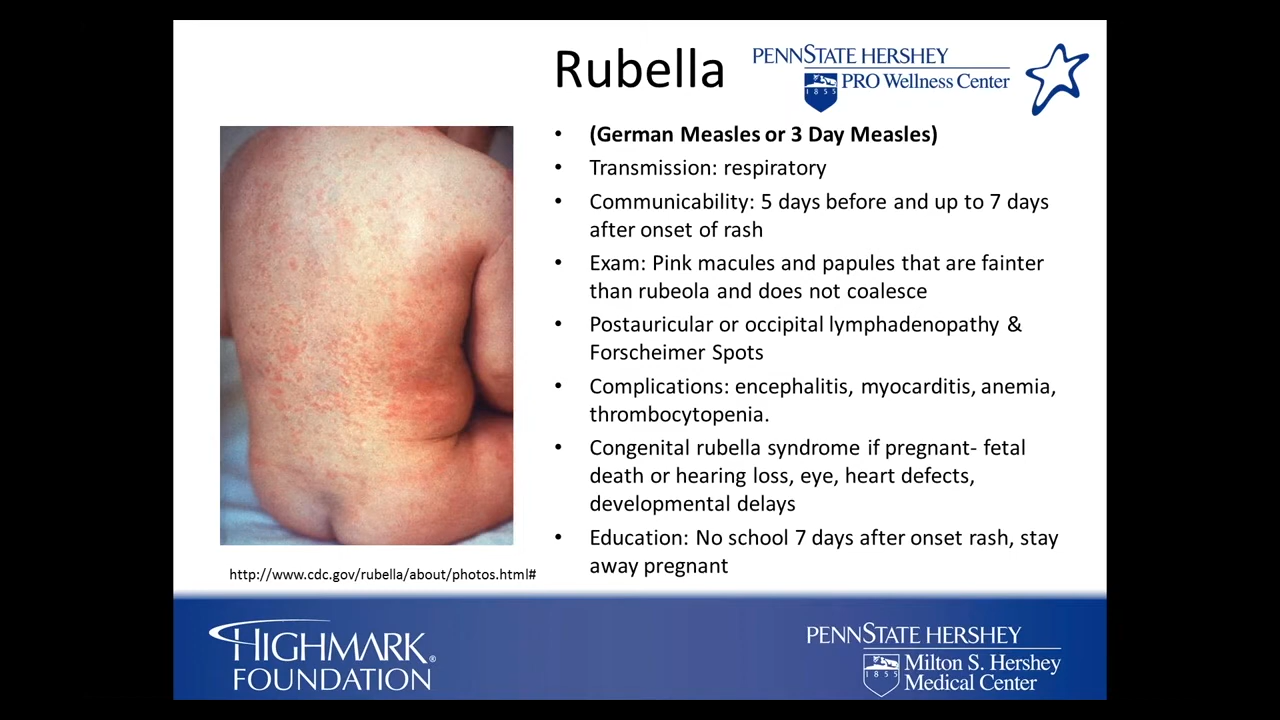 Rubella
PENNSTATE HERSHEY
PRO Wellness Center
1855
• (German Measles or 3 Day Measles)
• Transmission: respiratory
• Communicability: 5 days before and up to 7 days
after onset of rash
• Exam: Pink macules and papules that are fainter
than rubeola and does not coalesce
• Postauricular or occipital lymphadenopathy &
Forscheimer Spots
• Complications: encephalitis, myocarditis, anemia,
thrombocytopenia.
• Congenital rubella syndrome if pregnant- fetal
death or hearing loss, eye, heart defects,
developmental delays
• Education: No school 7 days after onset rash, stay
away pregnant
http://www.cdc.gov/rubella/about/photos.html#
HIGHMARK®
FOUNDATION
PENNSTATE HERSHEY
Milton S. Hershey
Medical Center
1855